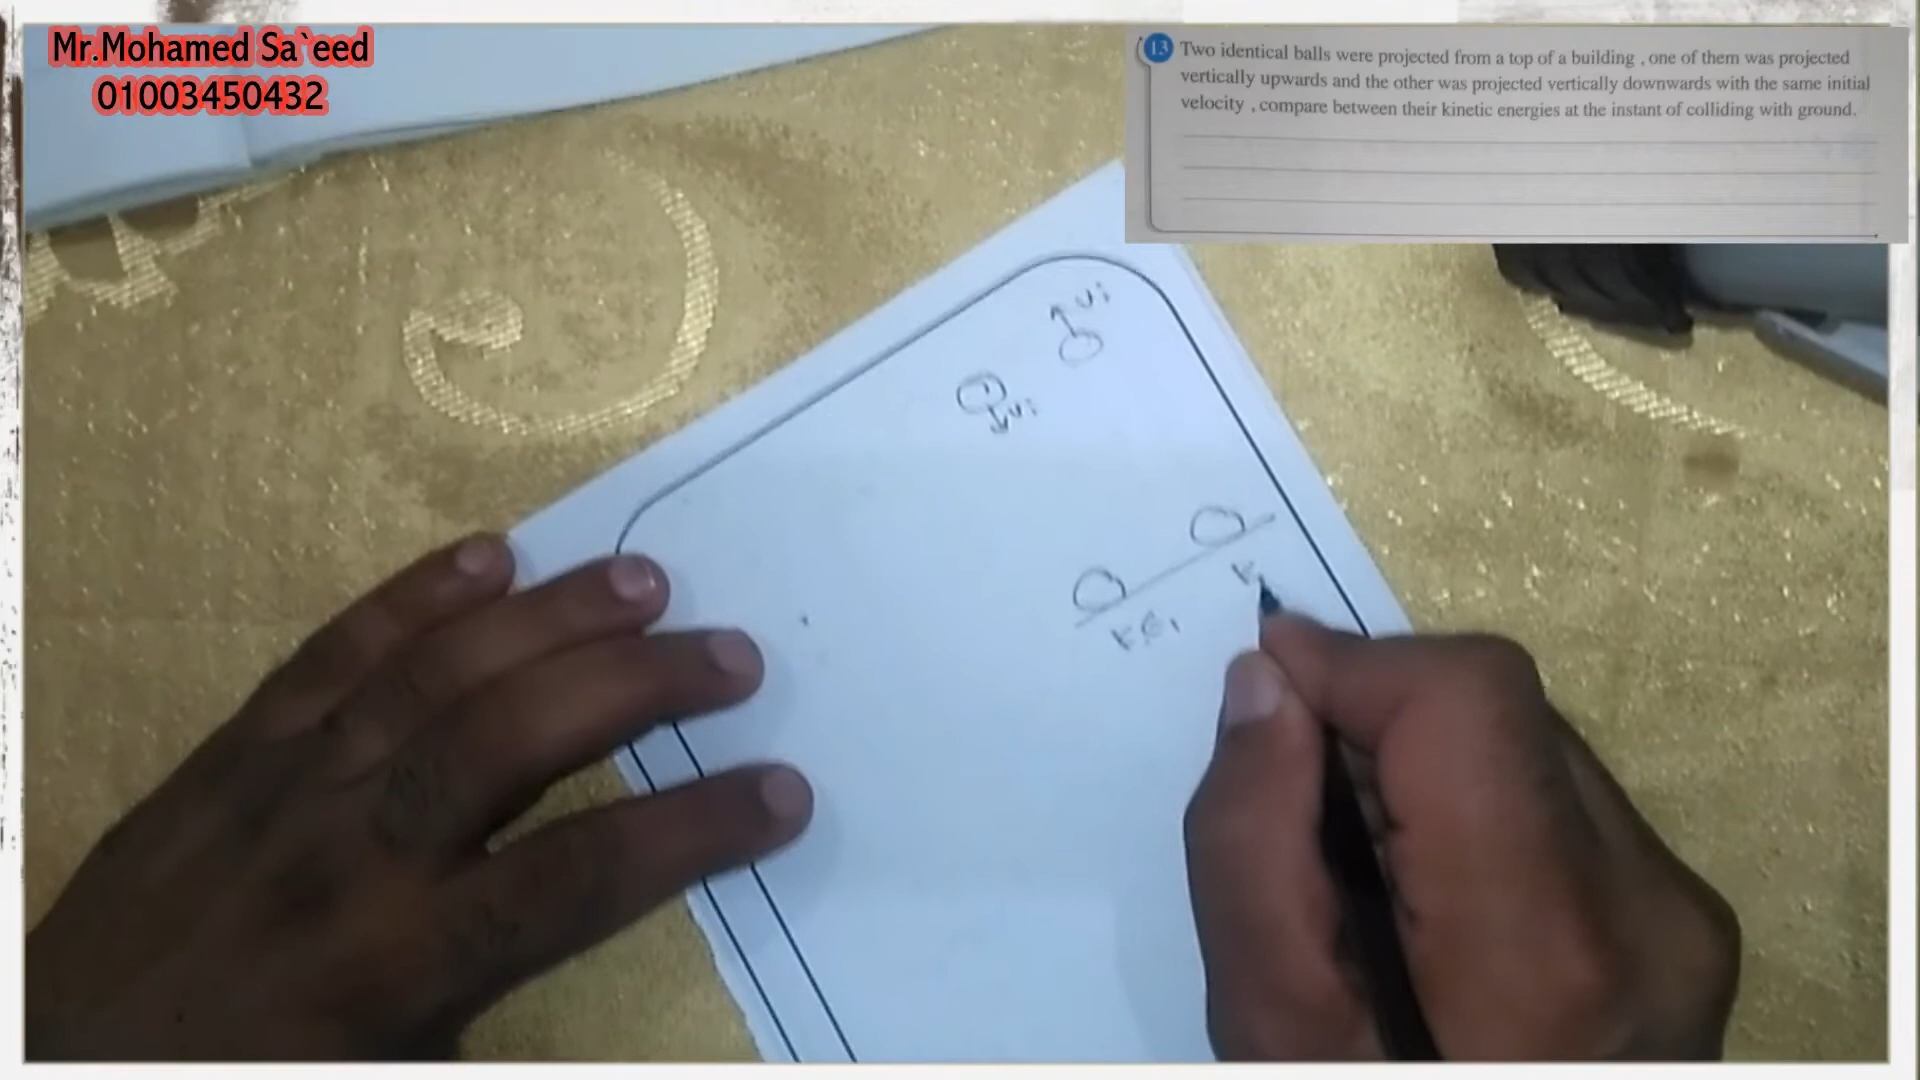 Mr.Mohamed Sa`eed
01003450432
13 Two identical balls were projected from a top of a building , one of them was projected
vertically upwards and the other was projected vertically downwards with the same initial
velocity , compare between their kinetic energies at the instant of colliding with ground.
vi
vi
K
KE1